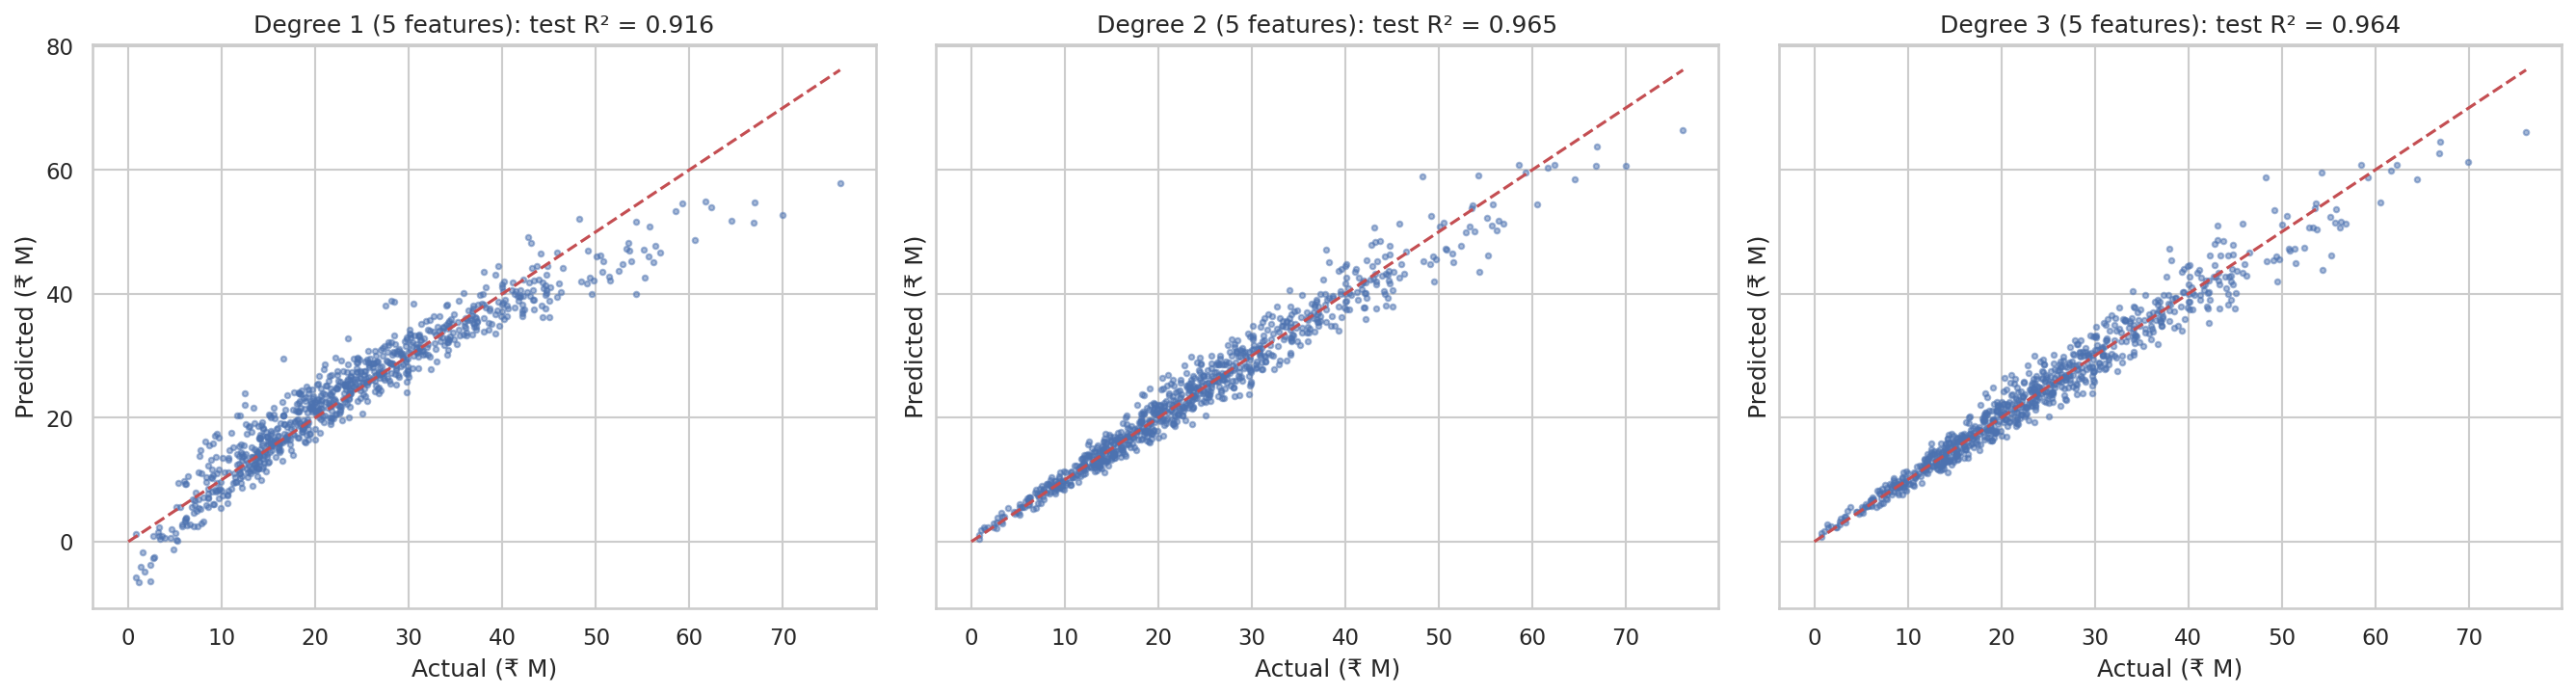 Degree 1 (5 features): test R² = 0.916
80
60
40
20
0
Predicted (₹ M)
0 10 20 30 40 50 60 70
Actual (₹ M)
Degree 2 (5 features): test R² = 0.965
Predicted (₹ M)
0 10 20 30 40 50 60 70
Actual (₹ M)
Degree 3 (5 features): test R² = 0.964
Predicted (₹ M)
0 10 20 30 40 50 60 70
Actual (₹ M)